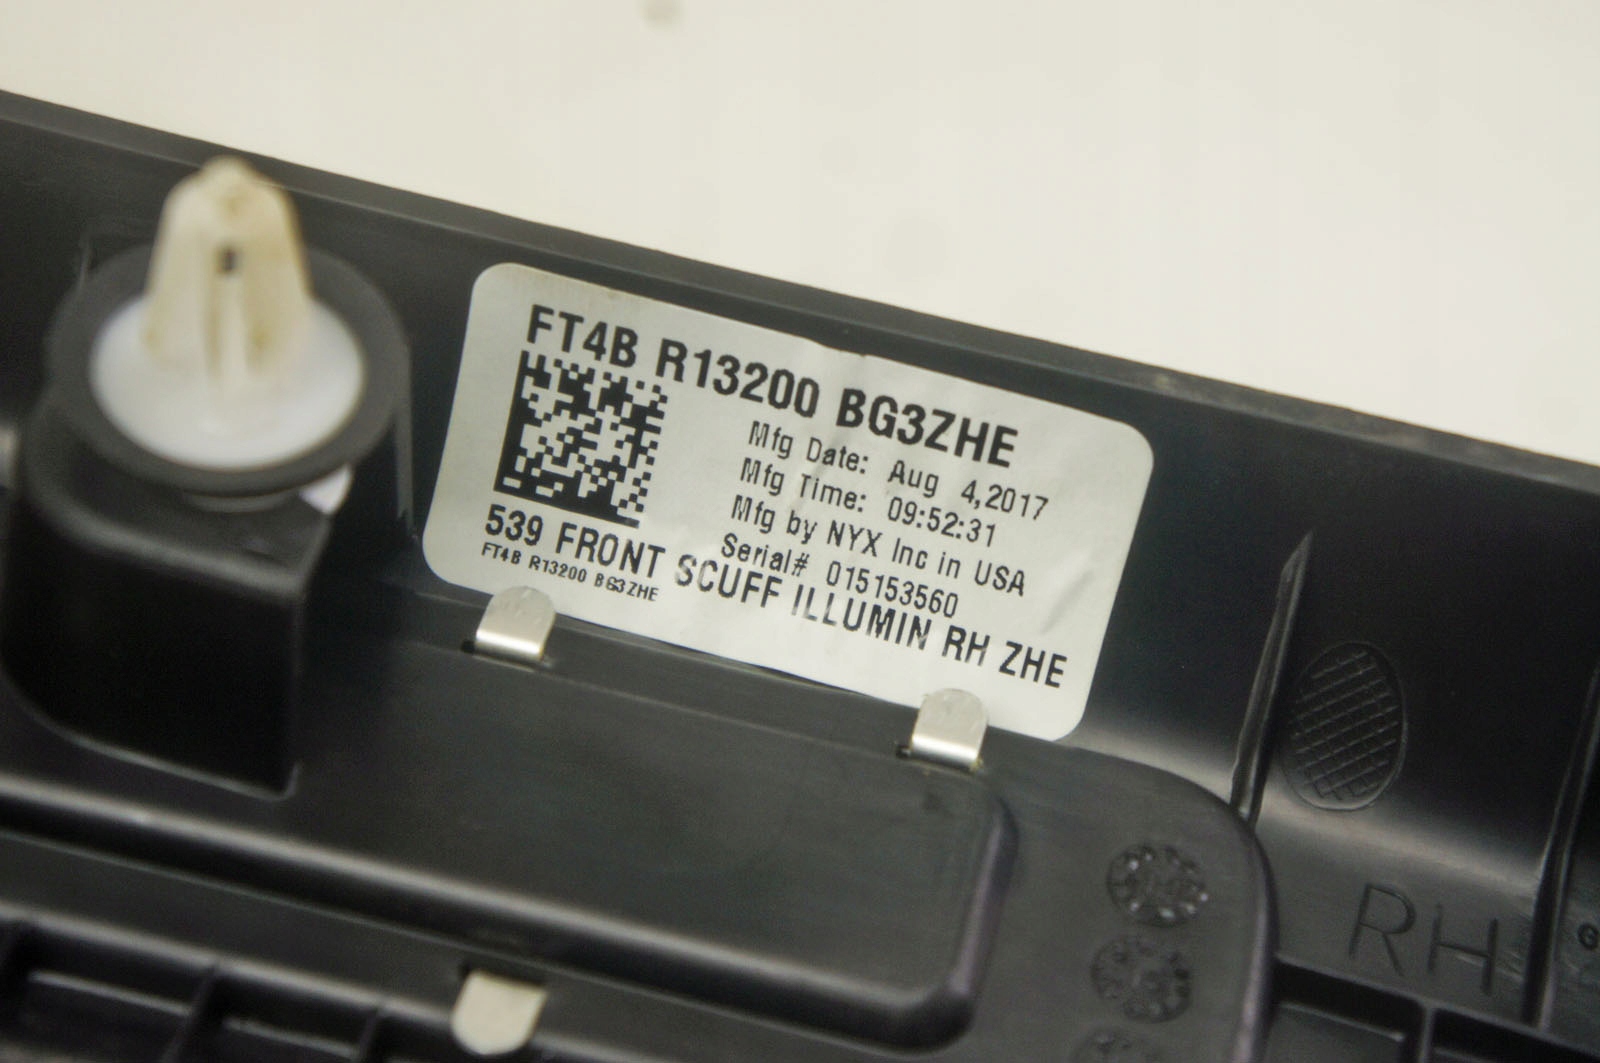 FT4B R13200 BG3ZHE
Mfg Date: Aug 4,2017
Mfg Time: 09:52:31
Mfg by NYX Inc in USA
Serial# 015153560
539 FRONT SCUFF ILLUMIN RH ZHE
FT4B R13200 BG3ZHE
RH